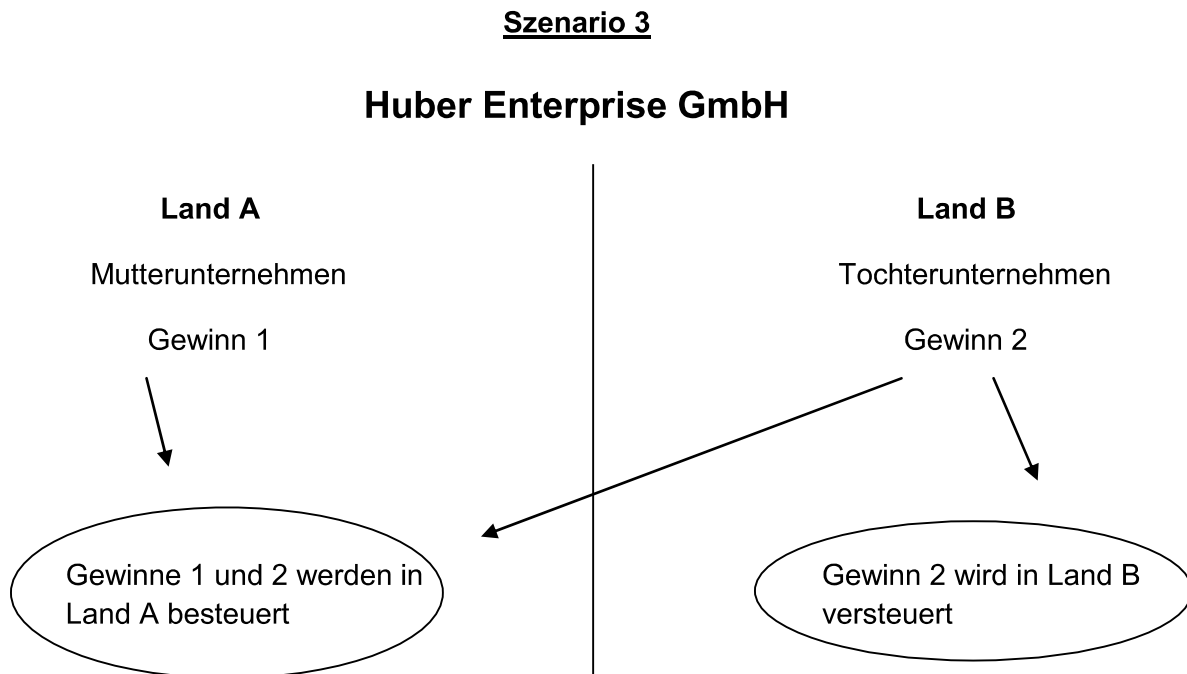 Szenario 3
Huber Enterprise GmbH
Land A
Land B
Mutterunternehmen
Tochterunternehmen
Gewinn 1
Gewinn 2
Gewinne 1 und 2 werden in
Land A besteuert
Gewinn 2 wird in Land B
versteuert